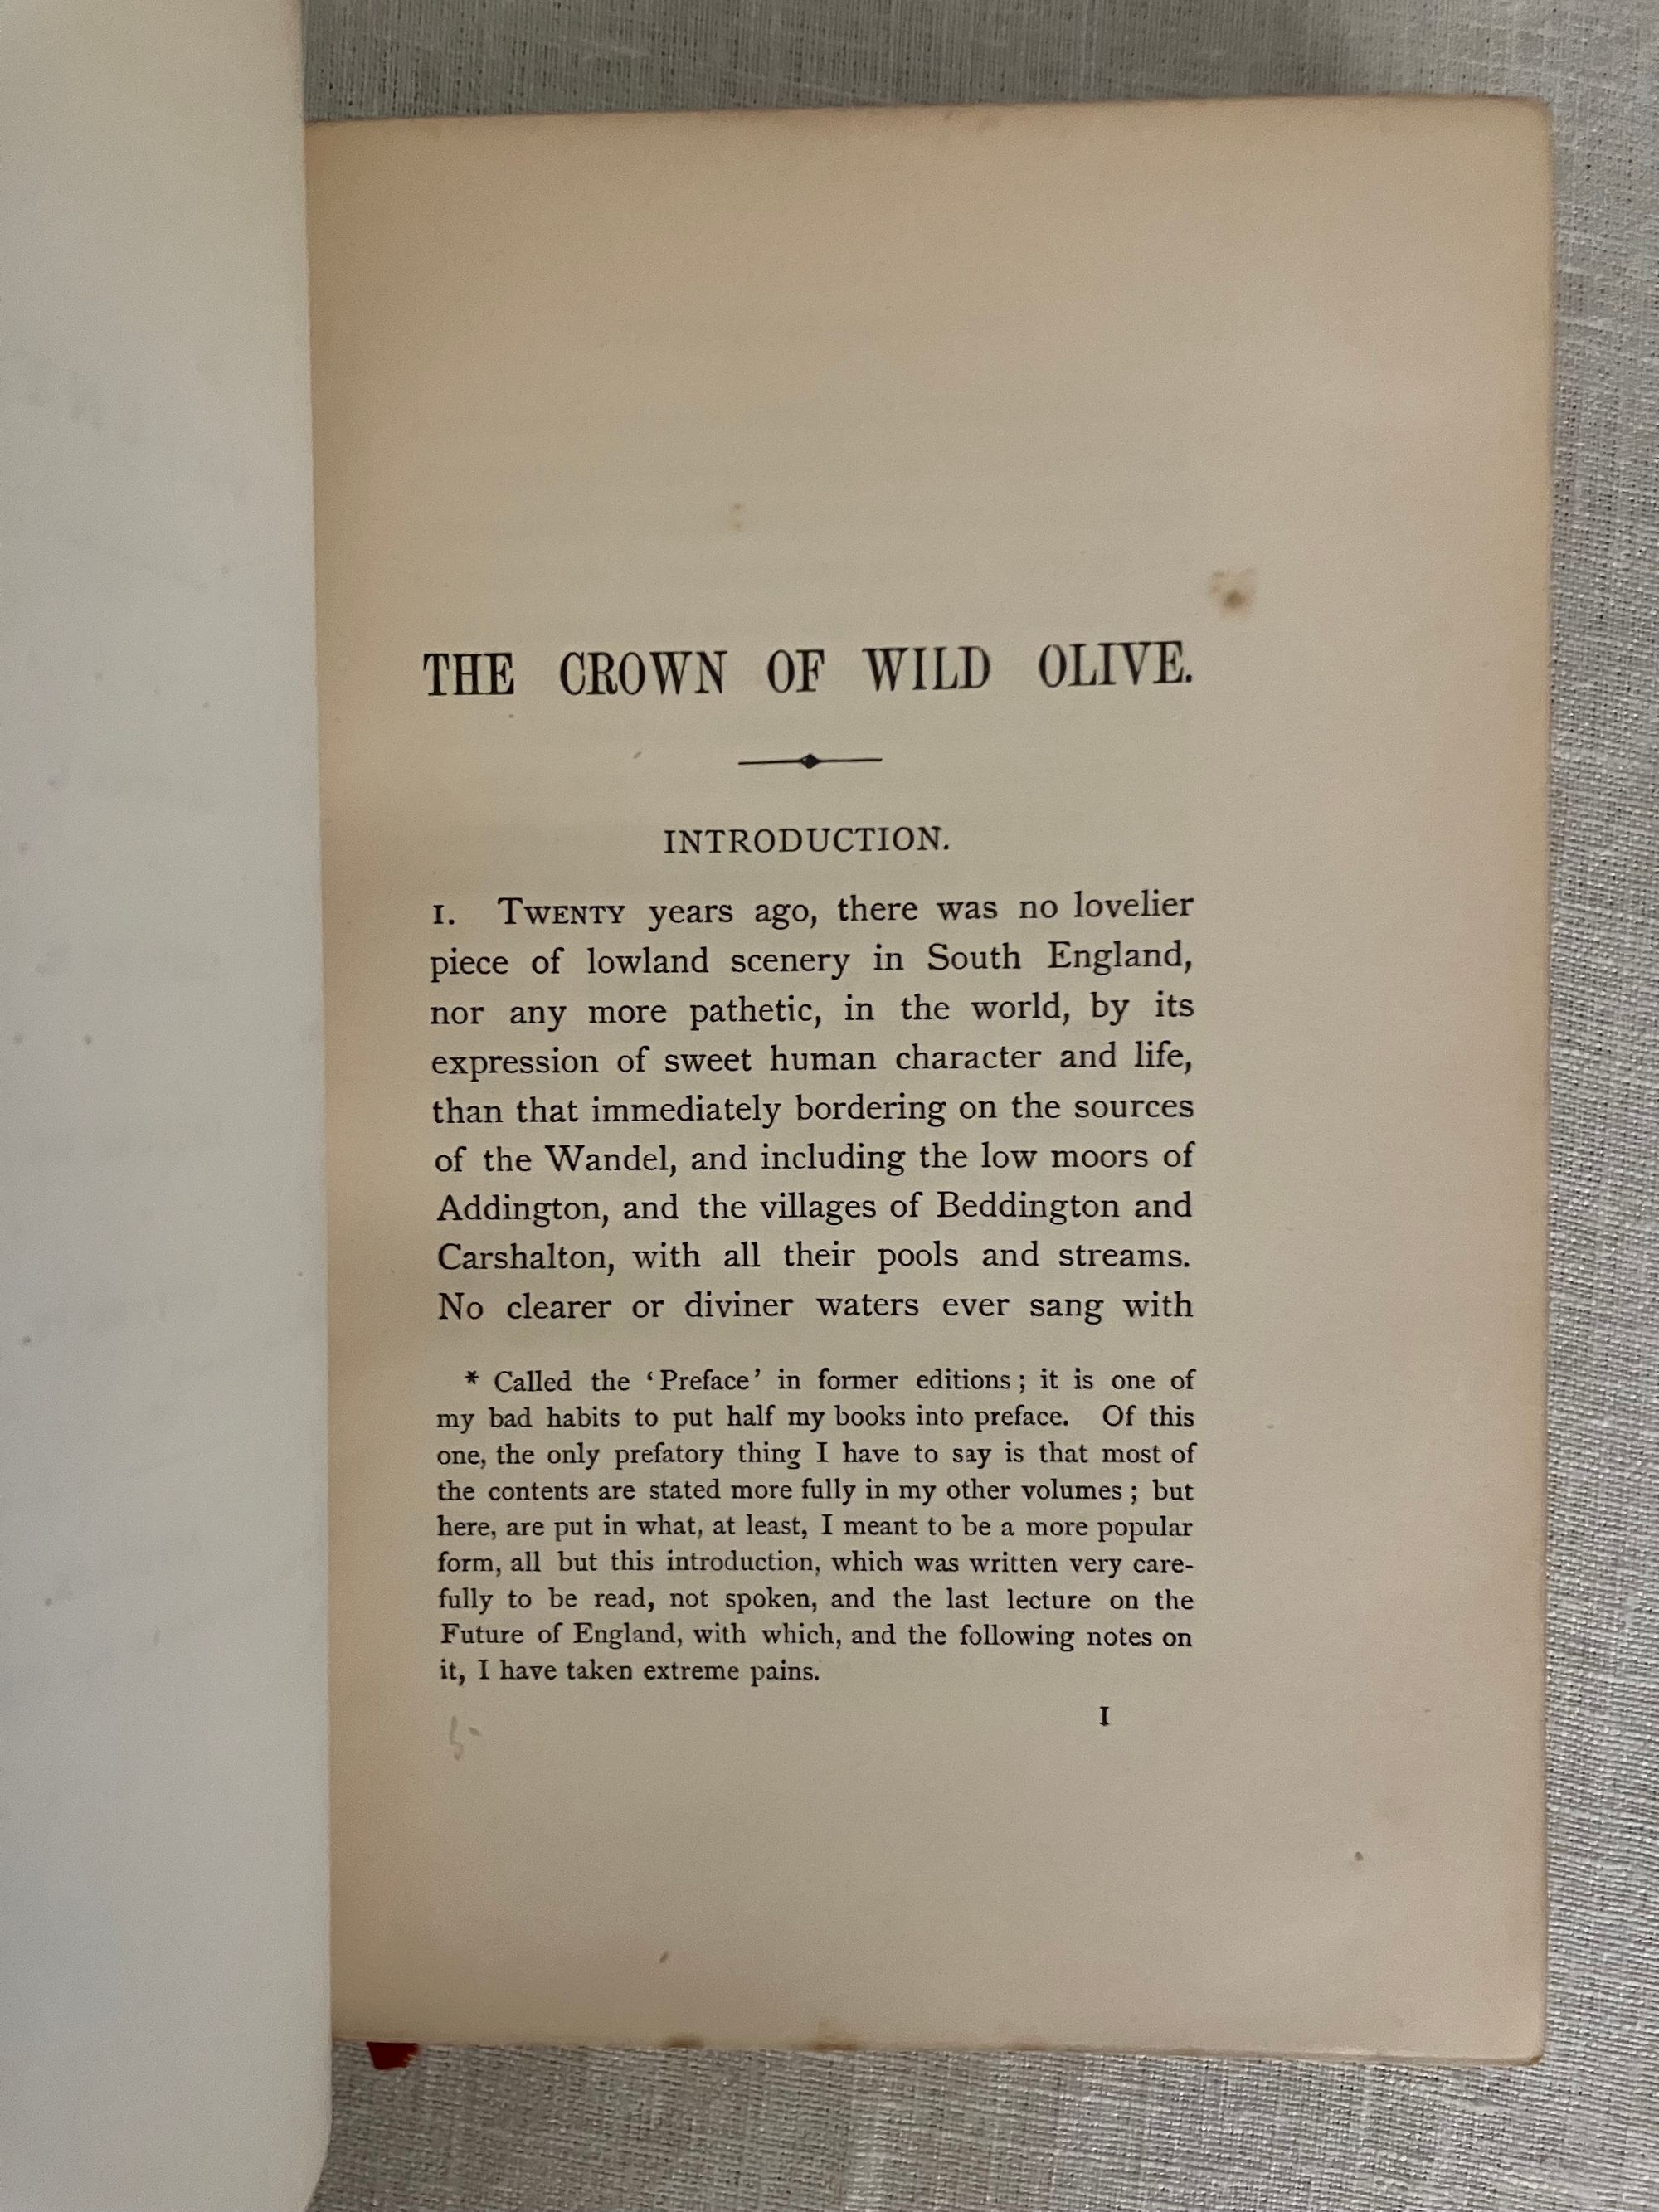 THE CROWN OF WILD OLIVE.
INTRODUCTION.
1. TWENTY years ago, there was no lovelier
piece of lowland scenery in South England,
nor any more pathetic, in the world, by its
expression of sweet human character and life,
than that immediately bordering on the sources
of the Wandel, and including the low moors of
Addington, and the villages of Beddington and
Carshalton, with all their pools and streams.
No clearer or diviner waters ever sang with
* Called the ‘Preface’ in former editions; it is one of
my bad habits to put half my books into preface. Of this
one, the only prefatory thing I have to say is that most of
the contents are stated more fully in my other volumes; but
here, are put in what, at least, I meant to be a more popular
form, all but this introduction, which was written very care-
fully to be read, not spoken, and the last lecture on the
Future of England, with which, and the following notes on
it, I have taken extreme pains.
1